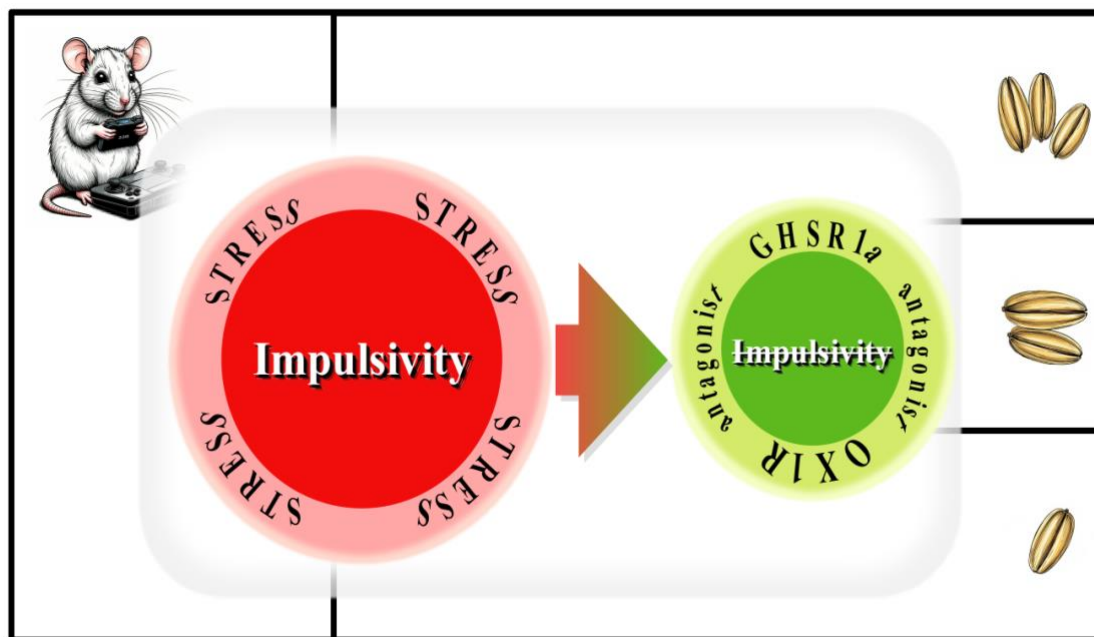 STRESS
STRESS
STRESS
STRESS
Impulsivity
GHSR1a
antagonist
antagonist
OX1R
Impulsivity